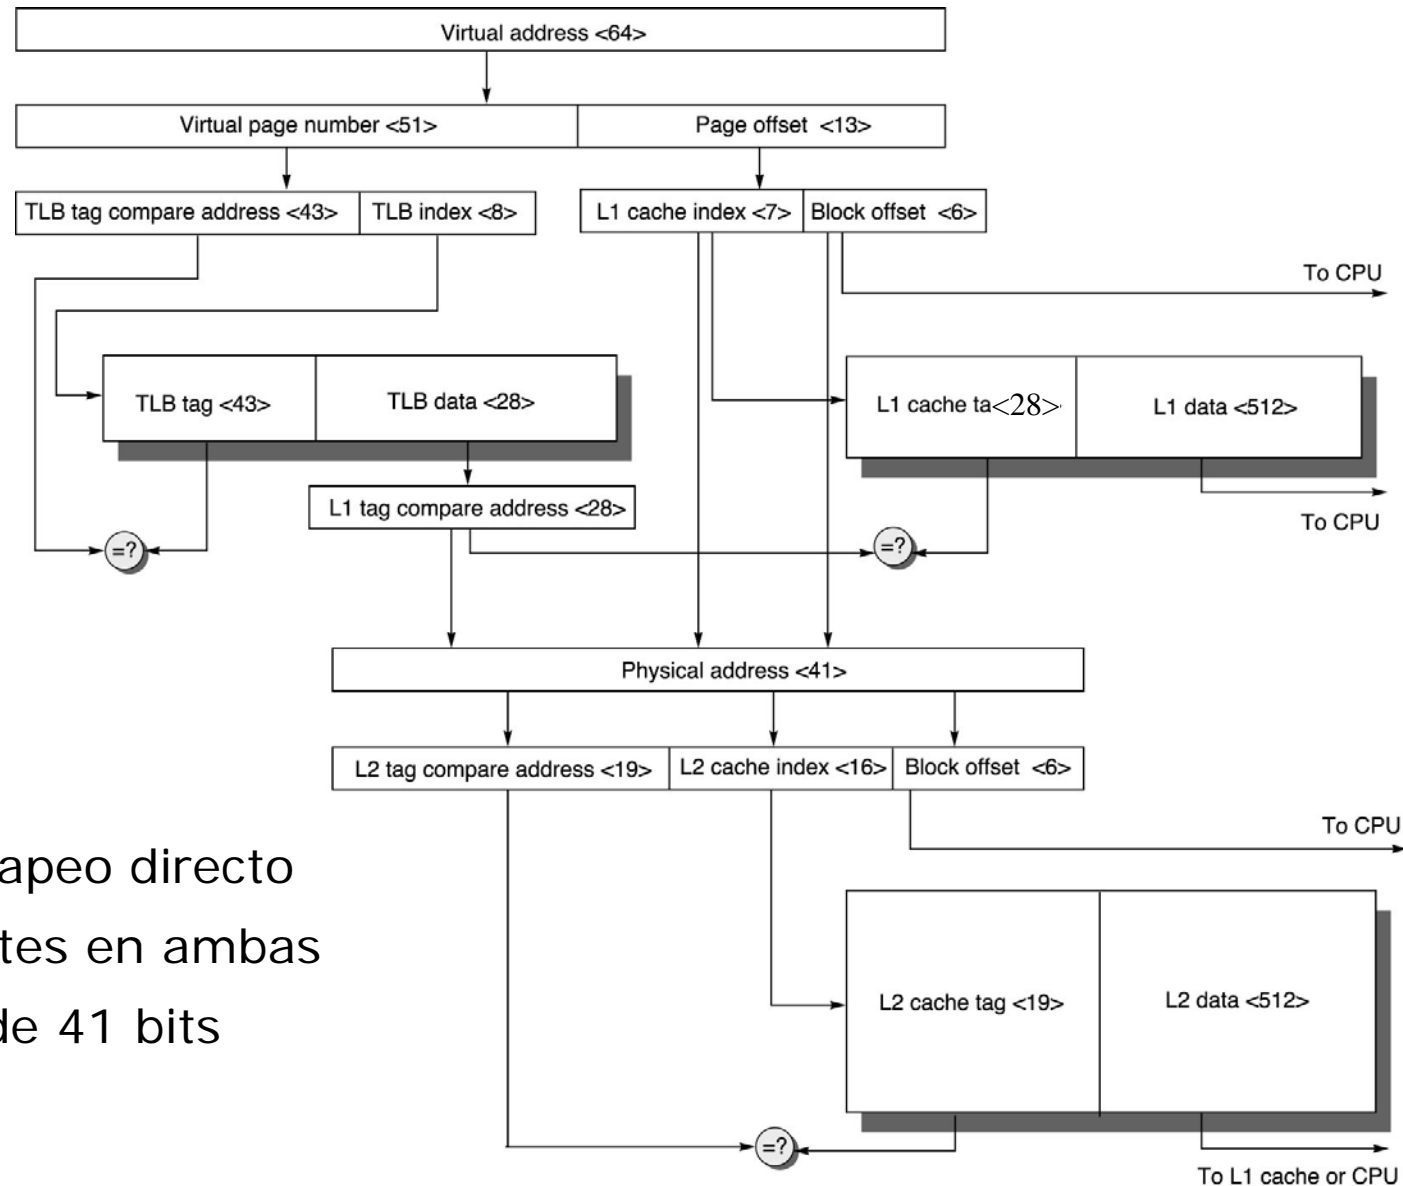 Virtual address <64>
Virtual page number <51> Page offset <13>
TLB tag compare address <43> TLB index <8> L1 cache index <7> Block offset <6>
To CPU
TLB tag <43> TLB data <28> L1 cache ta<28> L1 data <512>
L1 tag compare address <28>
To CPU
=? =?
Physical address <41>
L2 tag compare address <19> L2 cache index <16> Block offset <6>
To CPU
apeo directo
tes en ambas
de 41 bits
L2 cache tag <19> L2 data <512>
=?
To L1 cache or CPU